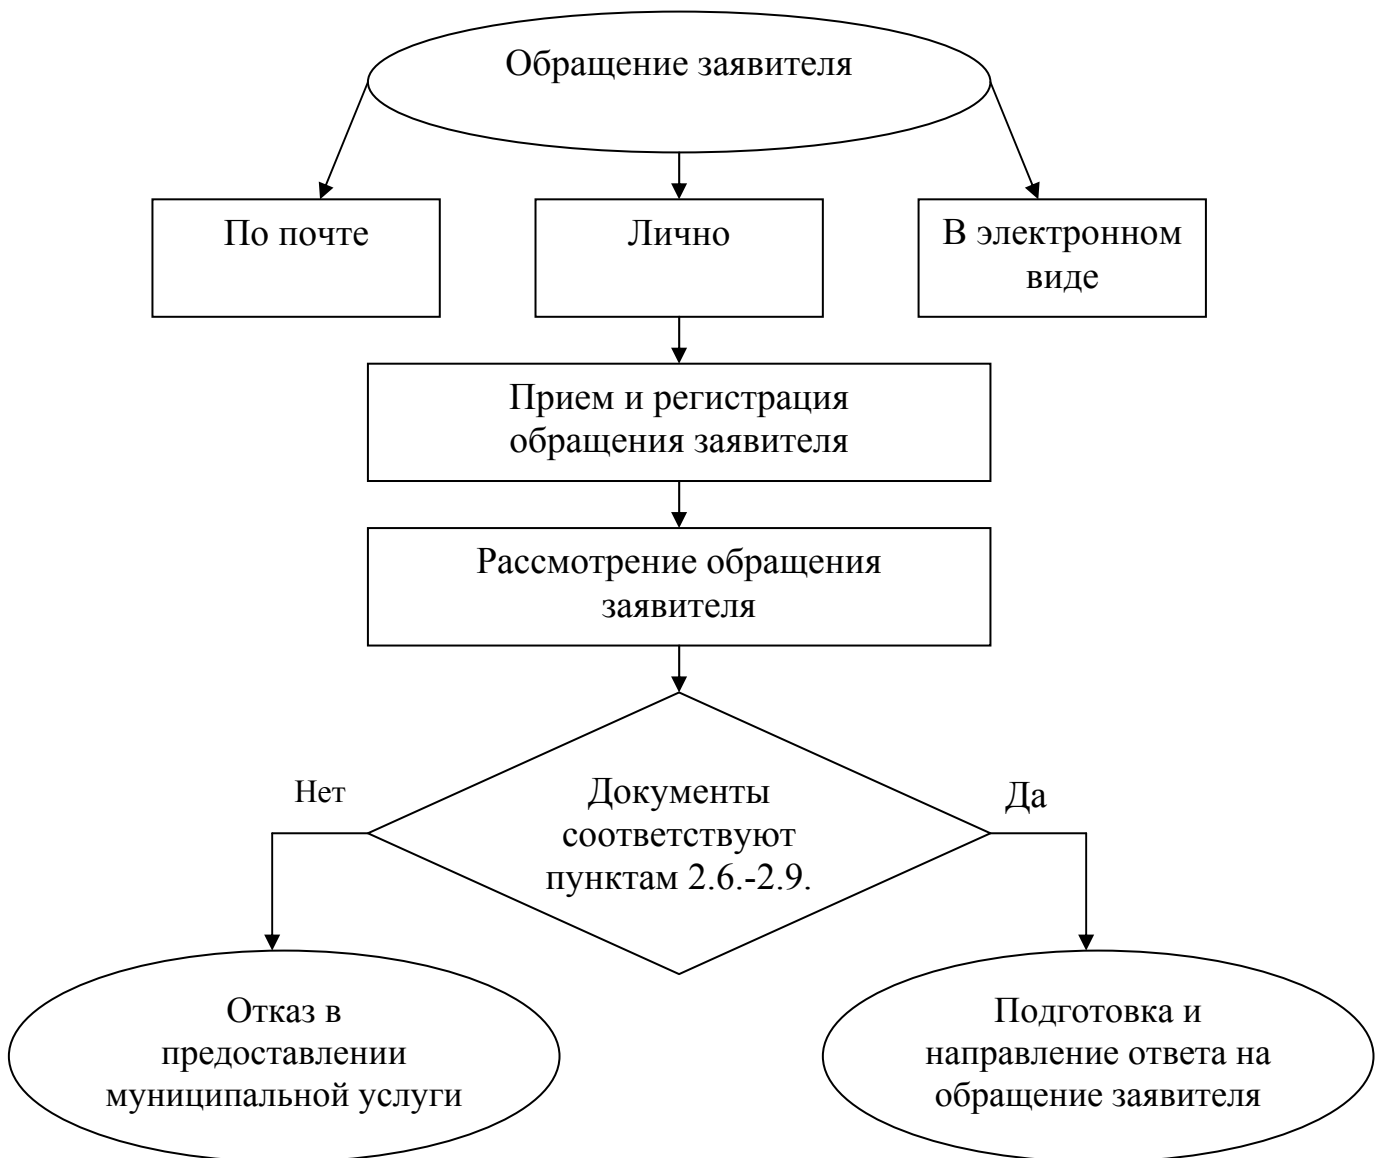 Обращение заявителя
По почте
Лично
В электронном
виде
Прием и регистрация
обращения заявителя
Рассмотрение обращения
заявителя
Нет
Документы
соответствуют
пунктам 2.6.-2.9.
Да
Отказ в
предоставлении
муниципальной услуги
Подготовка и
направление ответа на
обращение заявителя